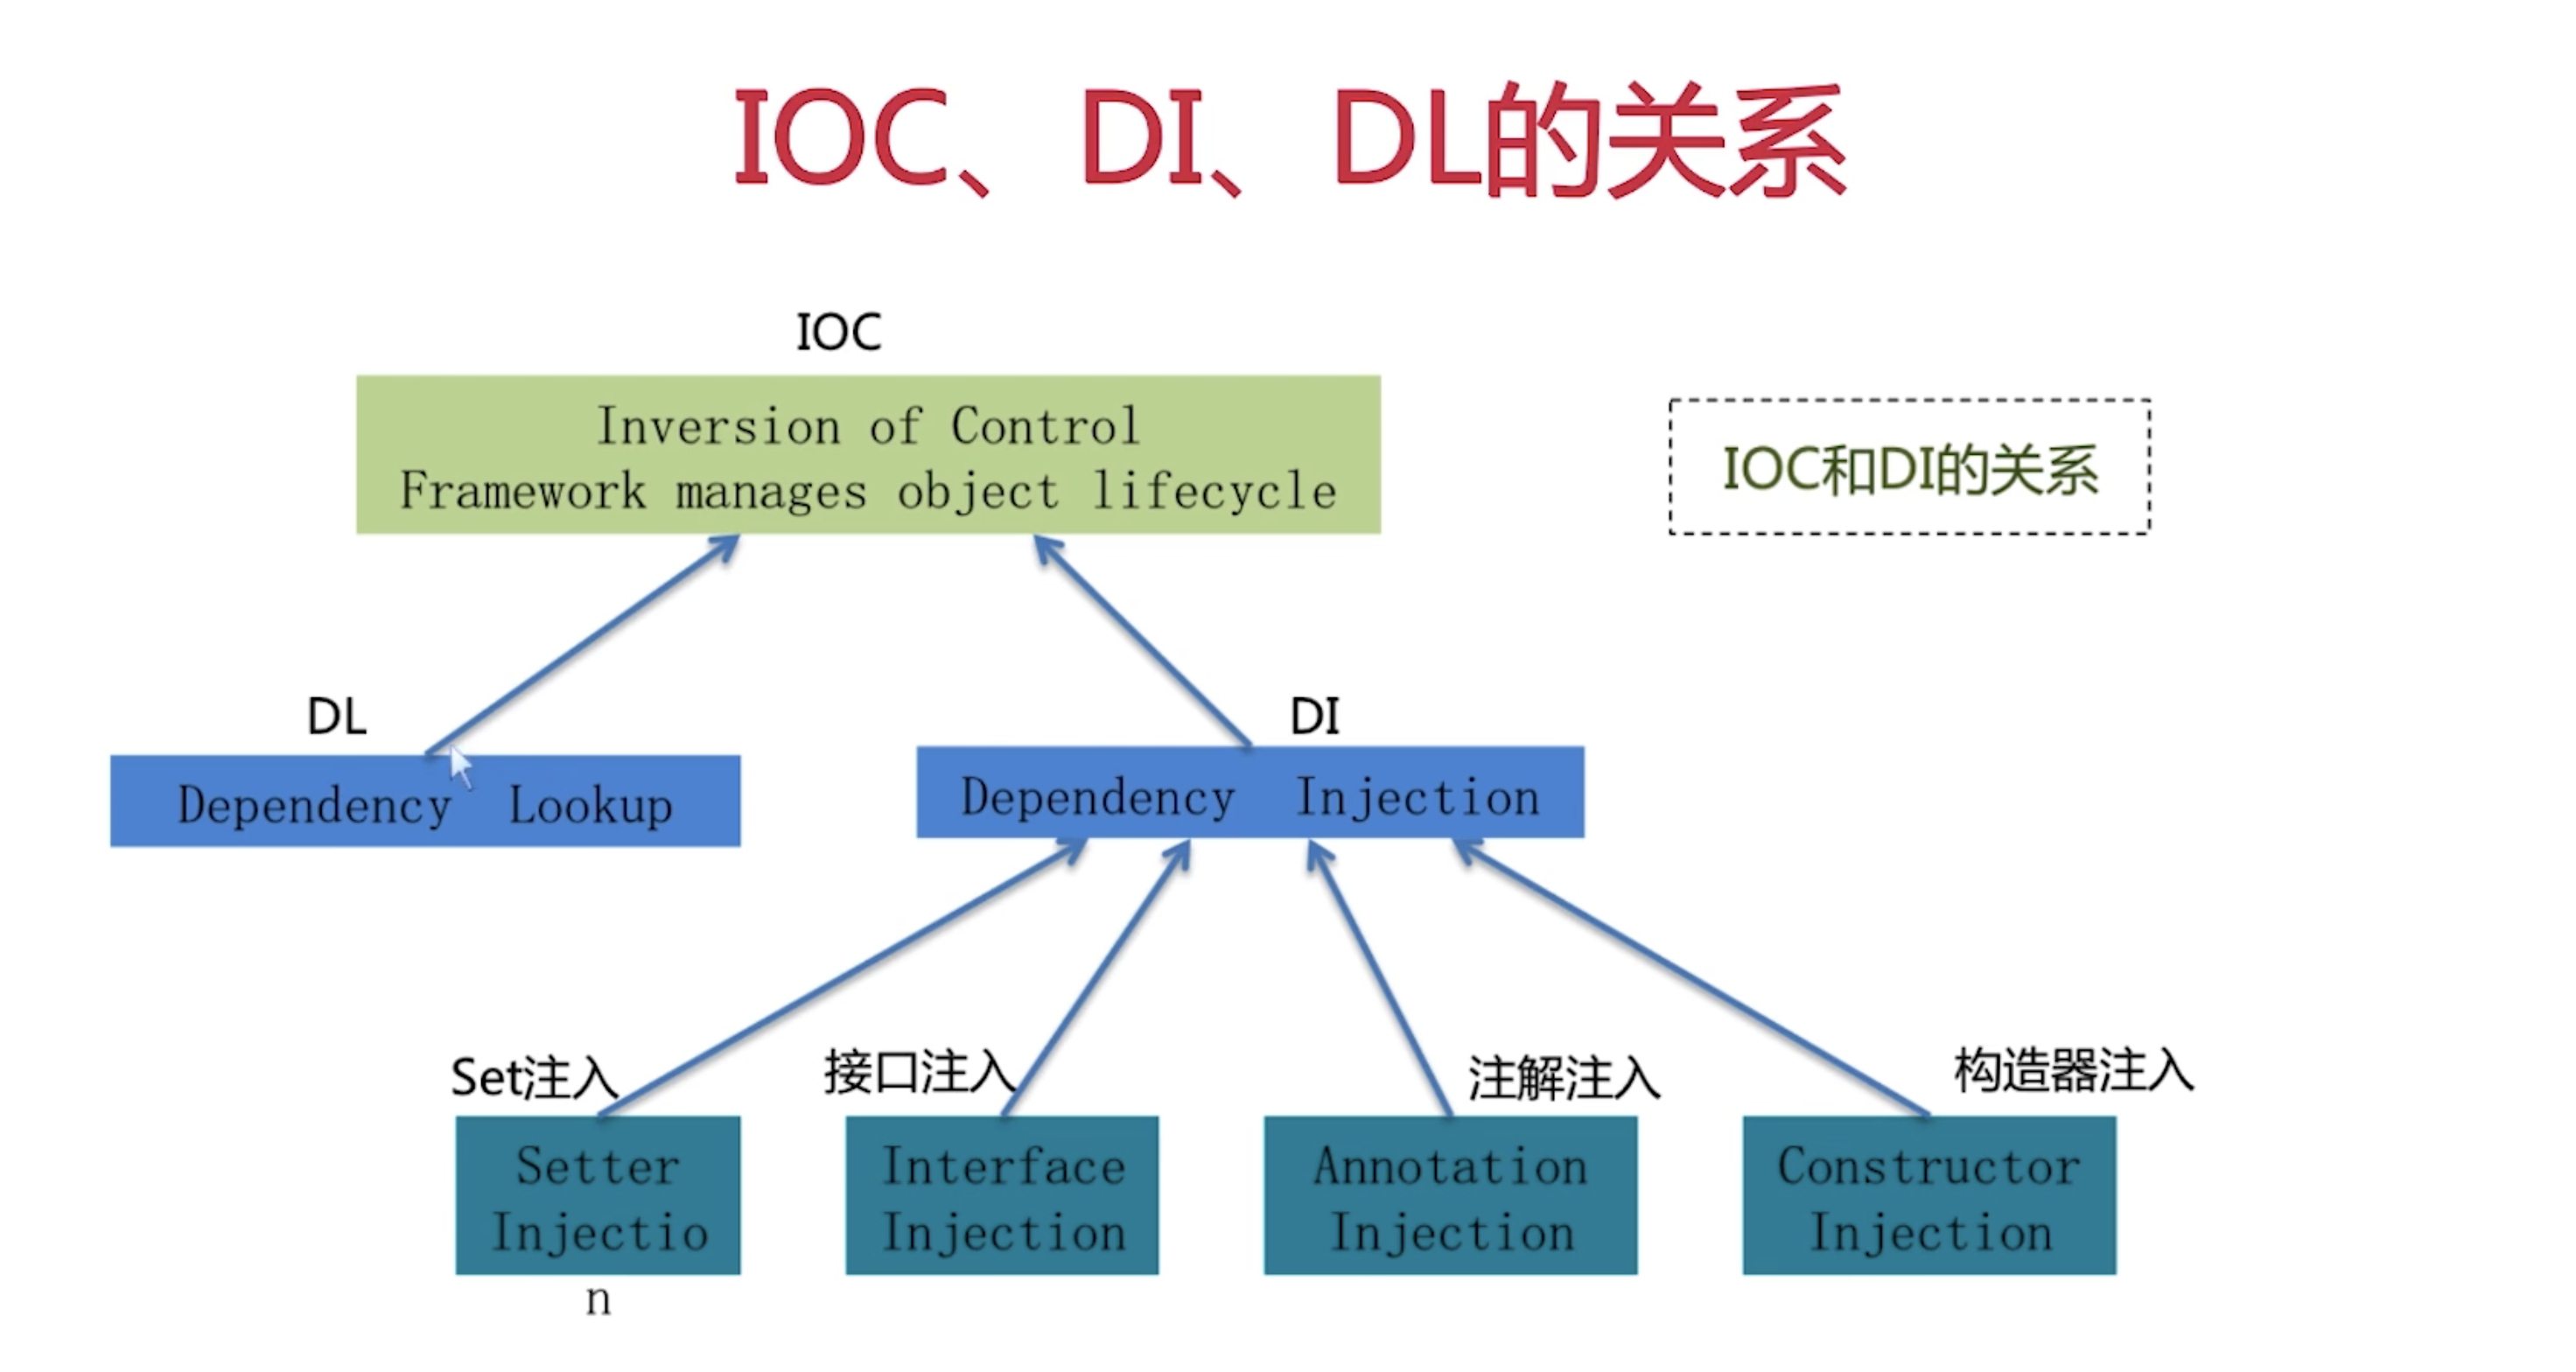 IOC、DI、DL的关系
IOC
Inversion of Control
Framework manages object lifecycle
IOC和DI的关系
DL
Dependency Lookup
DI
Dependency Injection
Set注入
接口注入
注解注入
构造器注入
Setter
Injectio
n
Interface
Injection
Annotation
Injection
Constructor
Injection